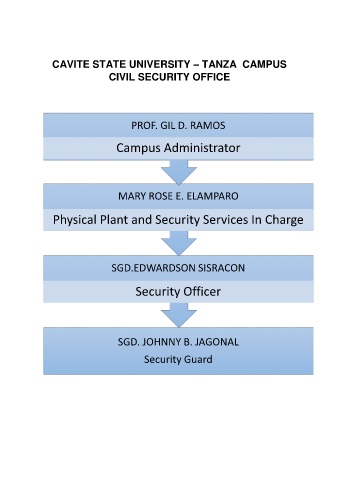 CAVITE STATE UNIVERSITY – TANZA CAMPUS
CIVIL SECURITY OFFICE
PROF. GIL D. RAMOS
Campus Administrator
MARY ROSE E. ELAMPARO
Physical Plant and Security Services In Charge
SGD.EDWARDSON SISRACON
Security Officer
SGD. JOHNNY B. JAGONAL
Security Guard